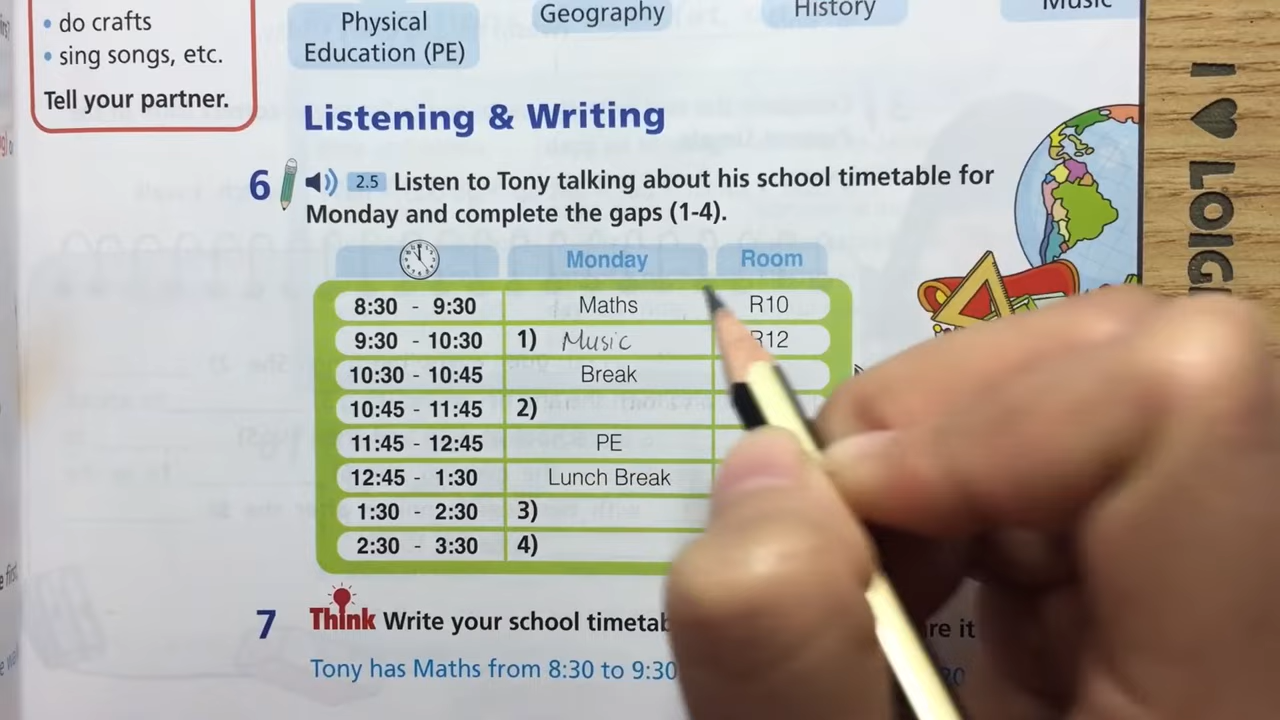 • do crafts
• sing songs, etc.
Tell your partner.
Physical
Education (PE)
Geography
History
Music
Listening & Writing
6 2.5 Listen to Tony talking about his school timetable for
Monday and complete the gaps (1-4).
Monday Room
8:30 - 9:30 Maths R10
9:30 - 10:30 1) Music R12
10:30 - 10:45 Break
10:45 - 11:45 2)
11:45 - 12:45 PE
12:45 - 1:30 Lunch Break
1:30 - 2:30 3)
2:30 - 3:30 4)
7 Think Write your school it
Tony has Maths from 8:30 to 9:30
I ♥